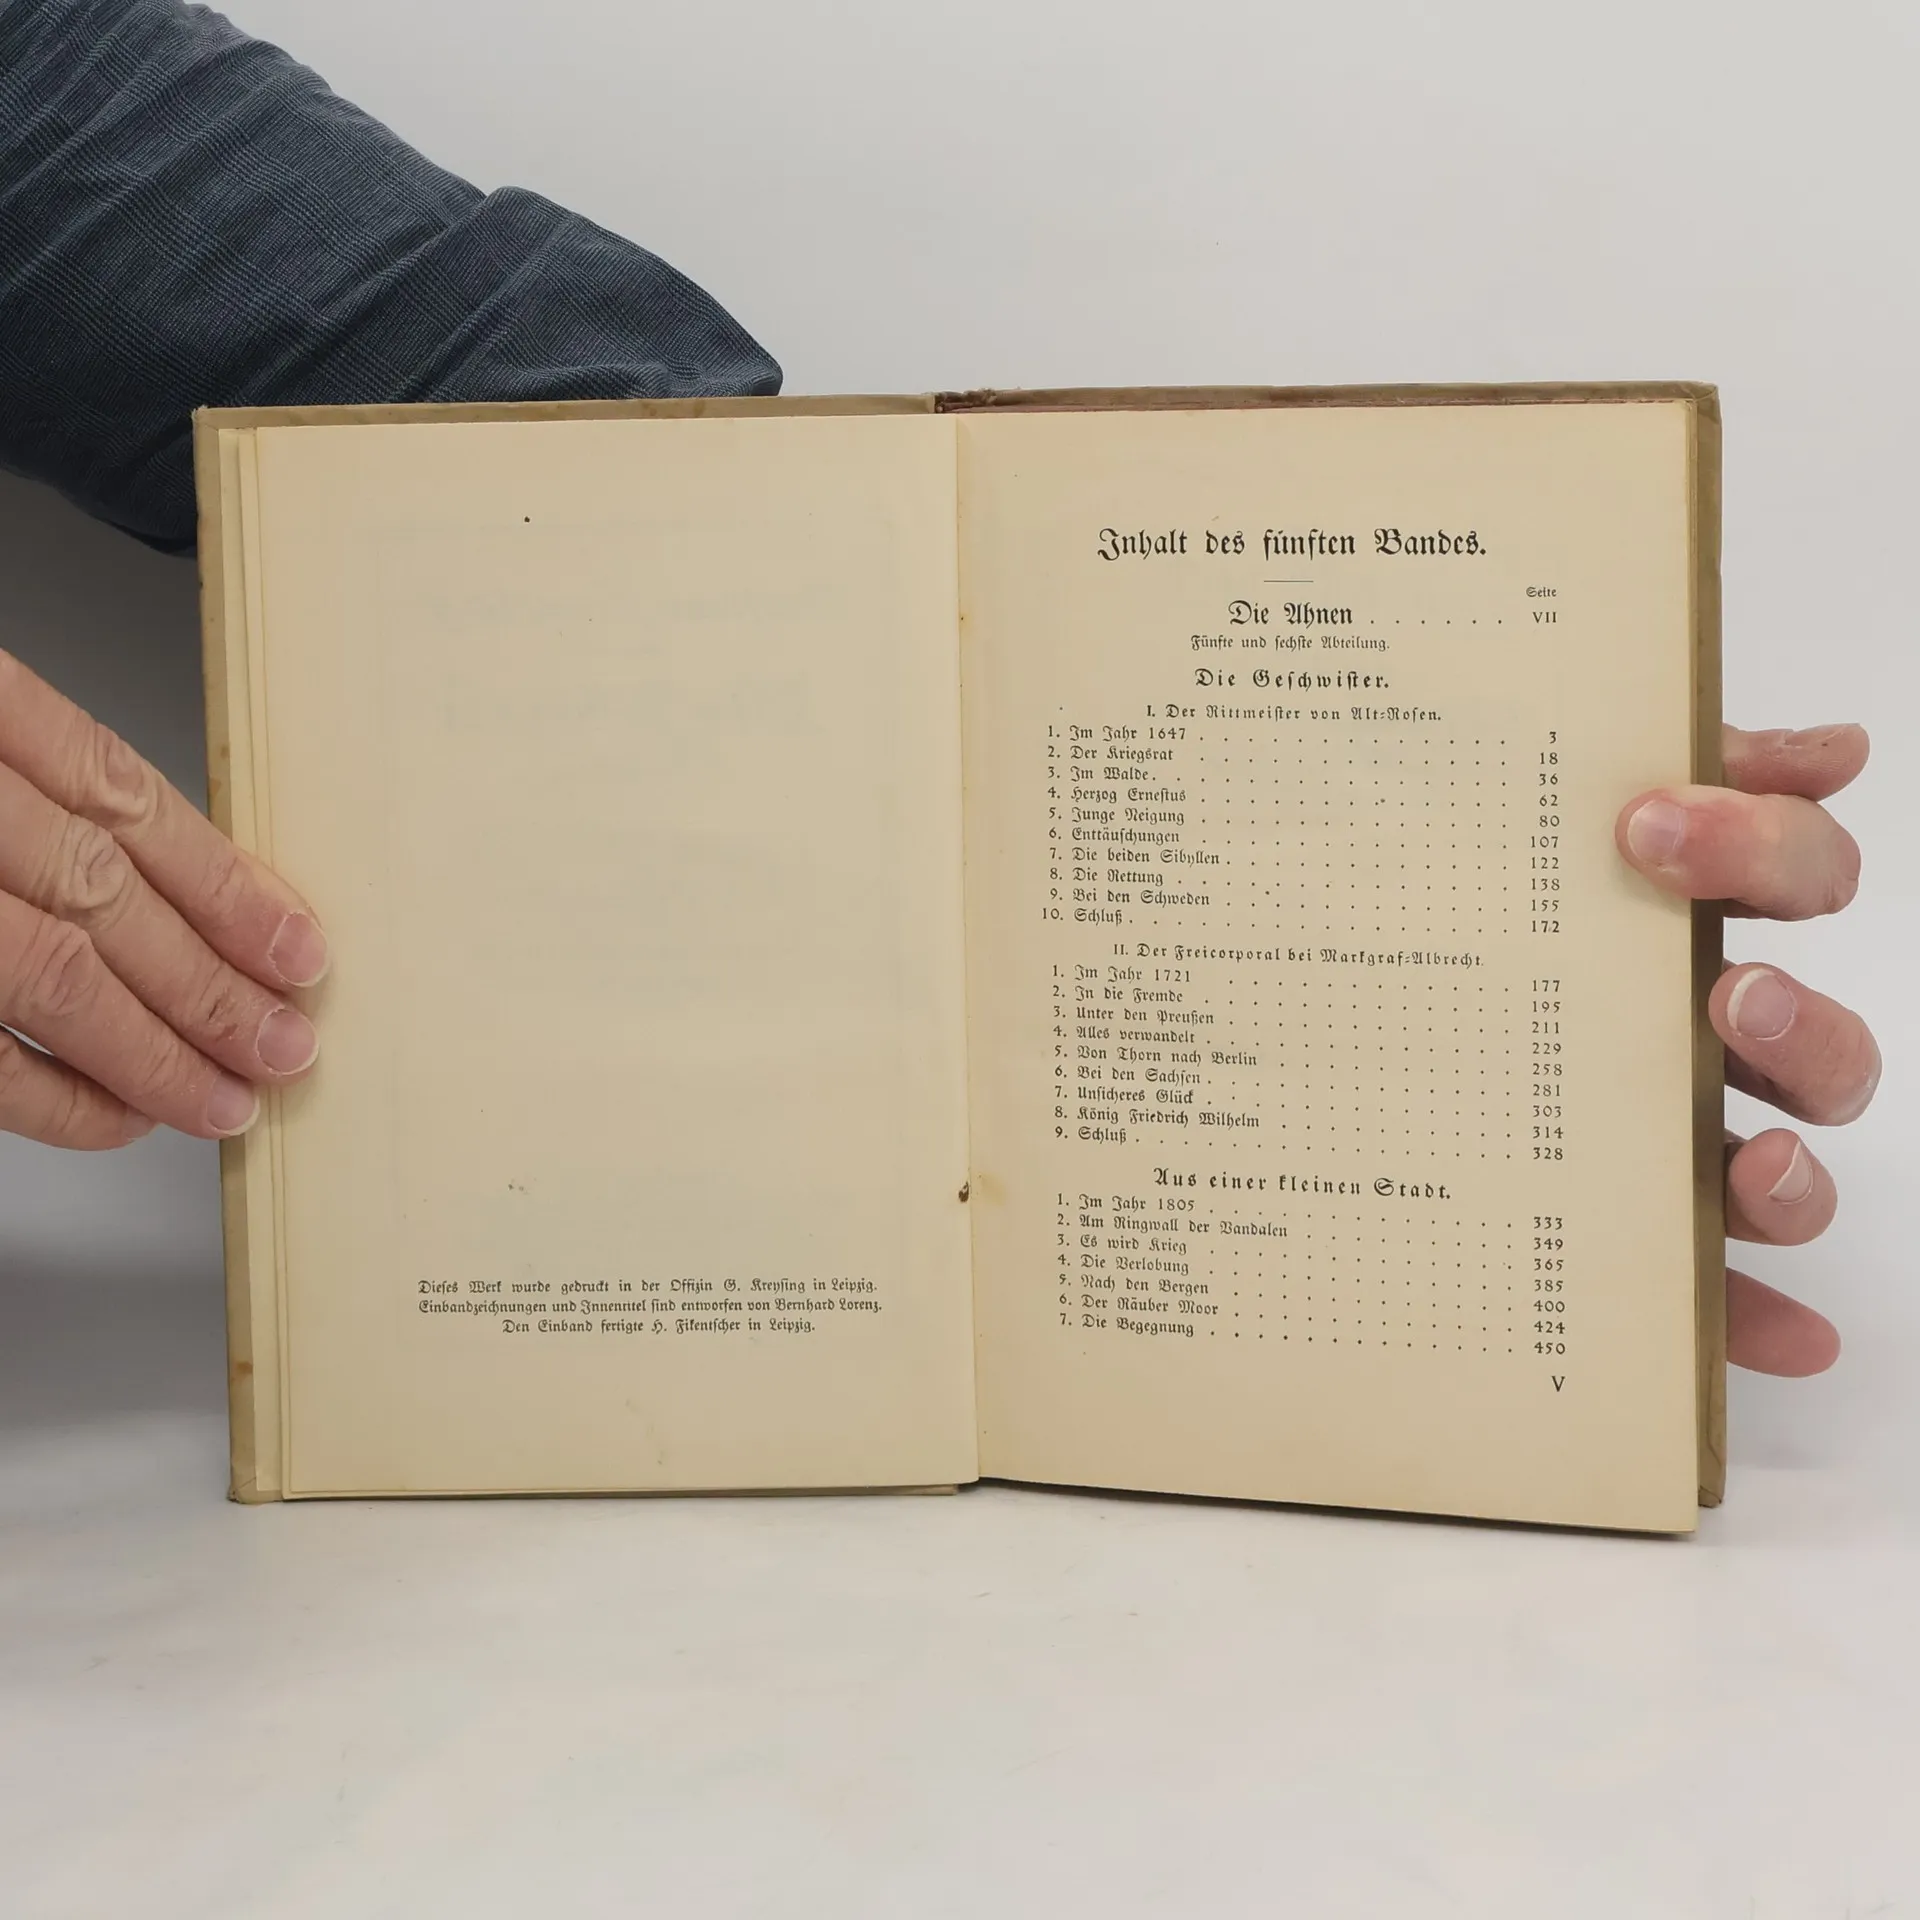 Dieses Werk wurde gedruckt in der Offizin G. Kreysing in Leipzig.
Einbandzeichnungen und Innentitel sind entworfen von Bernhard Lorenz.
Den Einband fertigte H. Fikentscher in Leipzig.
Inhalt des fünften Bandes.
Seite
Die Ahnen . . . . . . VII
Fünfte und sechste Abteilung.
Die Geschwister.
I. Der Rittmeister von Alt-Rosen.
1. Im Jahr 1647 . . . . . . . . . . . . . 3
2. Der Kriegsrat . . . . . . . . . . . . . 18
3. Im Walde . . . . . . . . . . . . . . 36
4. Herzog Ernestus . . . . . . . . . . . . . 62
5. Junge Neigung . . . . . . . . . . . . . 80
6. Enttäuschungen . . . . . . . . . . . . . 107
7. Die beiden Sibyllen . . . . . . . . . . . . 122
8. Die Rettung . . . . . . . . . . . . . . 138
9. Bei den Schweden . . . . . . . . . . . . 155
10. Schluß . . . . . . . . . . . . . . . . 172
II. Der Freicorporal bei Markgraf-Albrecht.
1. Im Jahr 1721 . . . . . . . . . . . . 177
2. In die Fremde . . . . . . . . . . . . . 195
3. Unter den Preußen . . . . . . . . . . . . 211
4. Alles verwandelt . . . . . . . . . . . . . 229
5. Von Thorn nach Berlin . . . . . . . . . . 258
6. Bei den Sachsen . . . . . . . . . . . . . 281
7. Unsicheres Glück . . . . . . . . . . . . . 303
8. König Friedrich Wilhelm . . . . . . . . . . 314
9. Schluß . . . . . . . . . . . . . . . . 328
Aus einer kleinen Stadt.
1. Im Jahr 1805 . . . . . . . . . . . . . 333
2. Am Ringwall der Vandalen . . . . . . . . . 349
3. Es wird Krieg . . . . . . . . . . . . . 365
4. Die Verlobung . . . . . . . . . . . . . 385
5. Nach den Bergen . . . . . . . . . . . . 400
6. Der Räuber Moor . . . . . . . . . . . . 424
7. Die Begegnung . . . . . . . . . . . . . 450
V